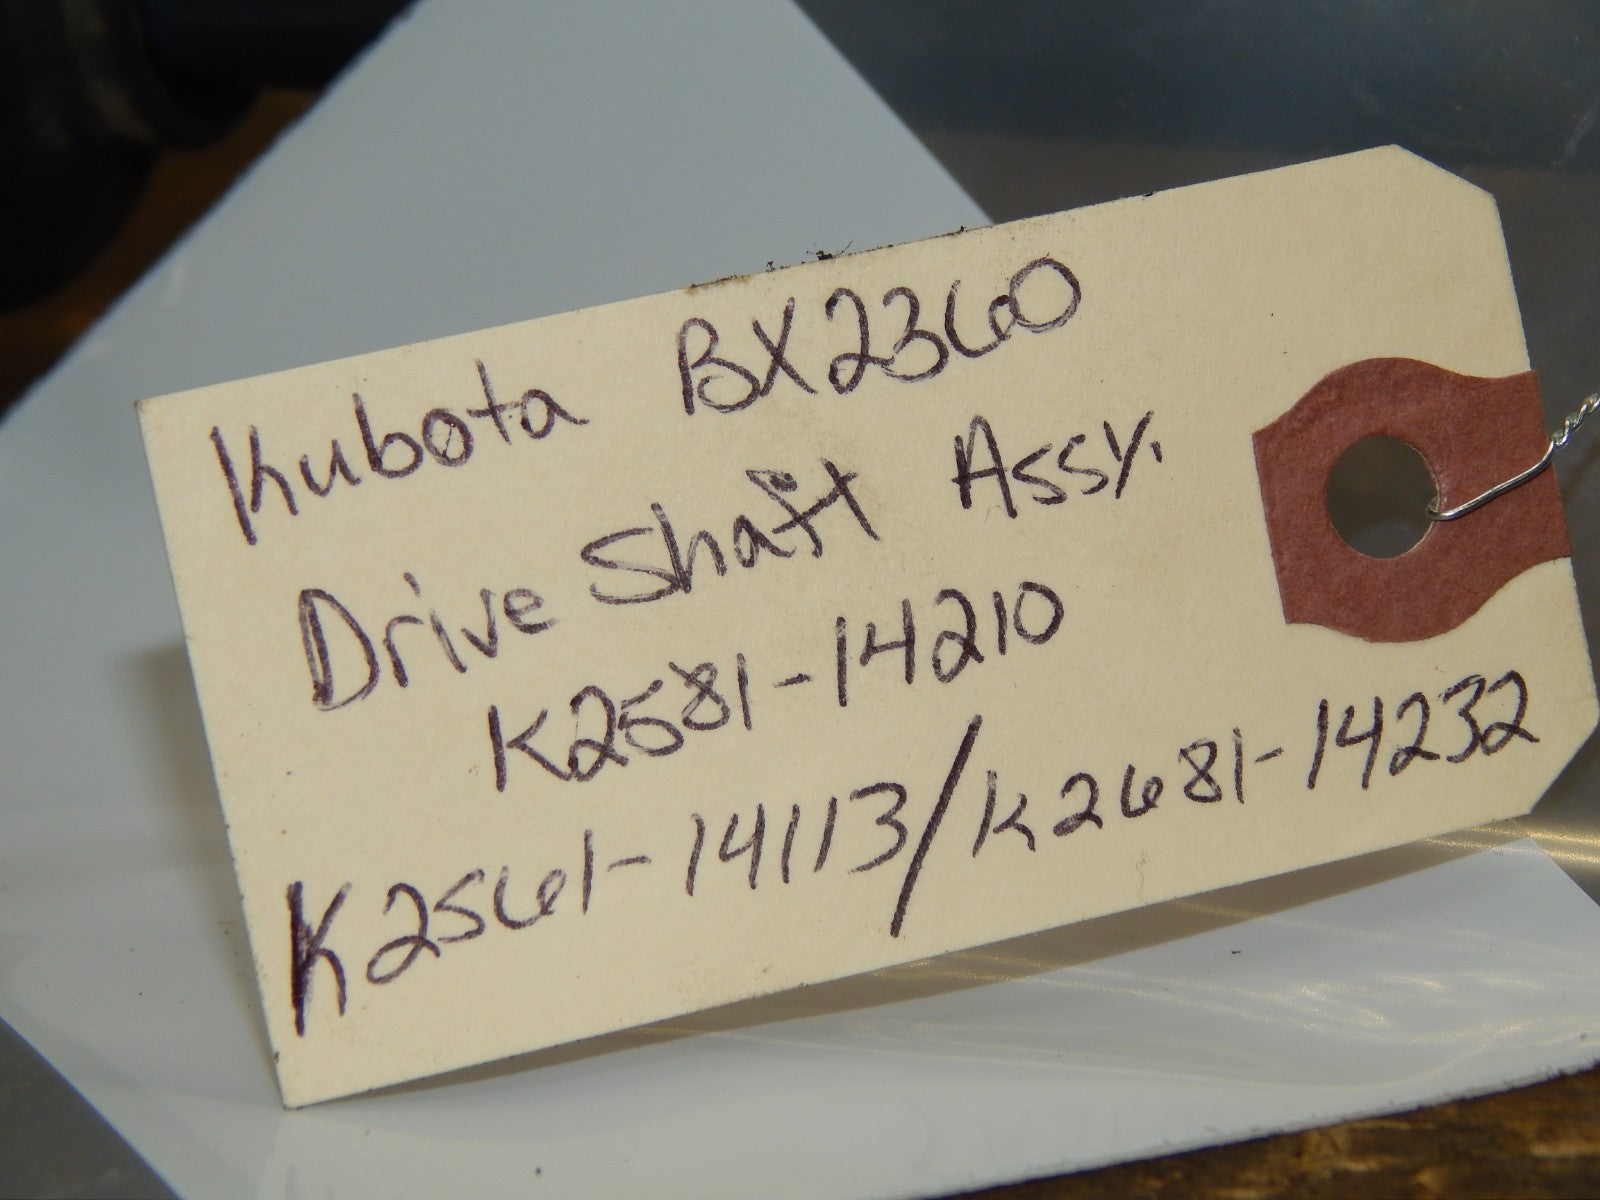 Kubota BX2360
Drive Shaft Assy.
K2581-14210
K2561-14113/K2681-14232